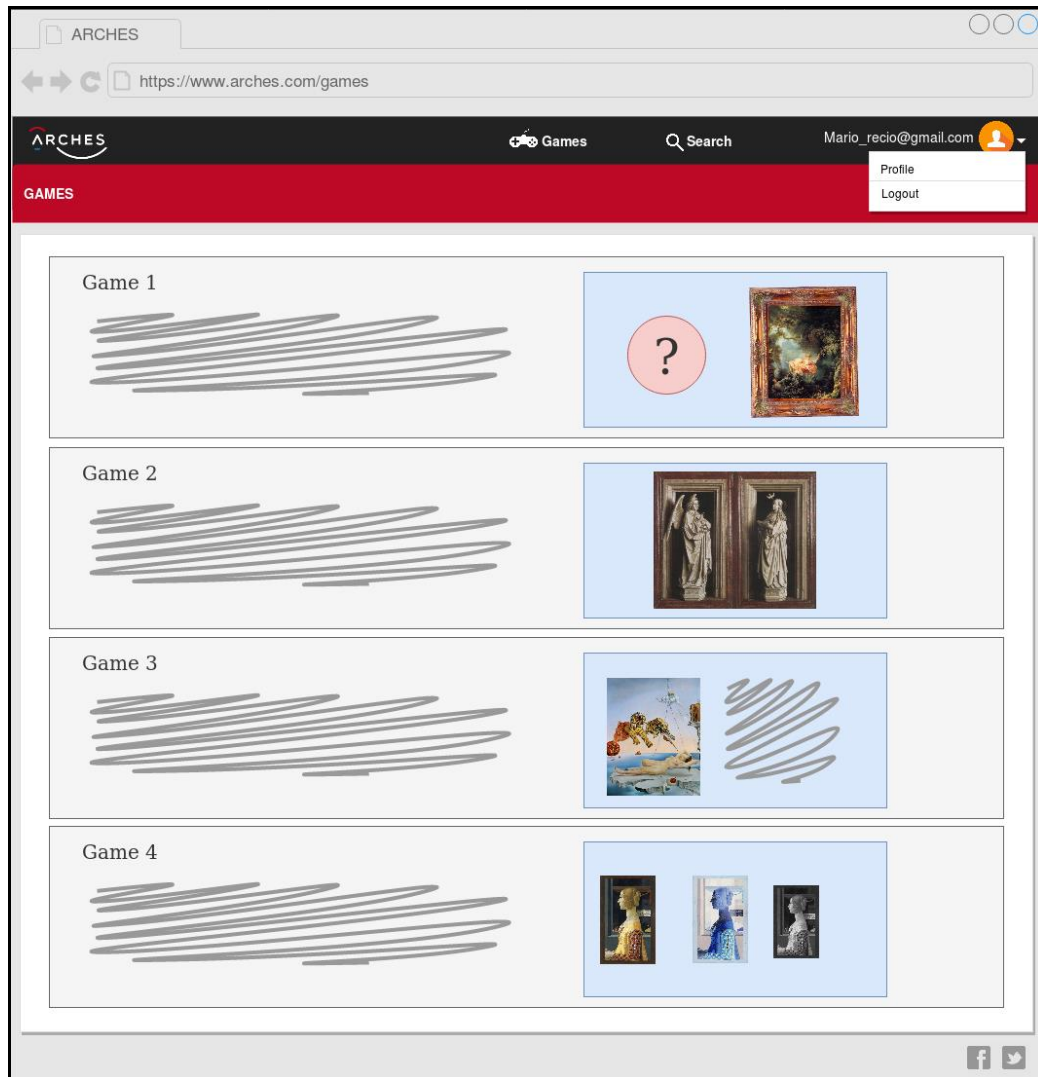 ARCHES
https://www.arches.com/games
ARCHES Games Search Mario_recio@gmail.com
Profile
GAMES
Logout
Game 1
?
Game 2
Game 3
Game 4